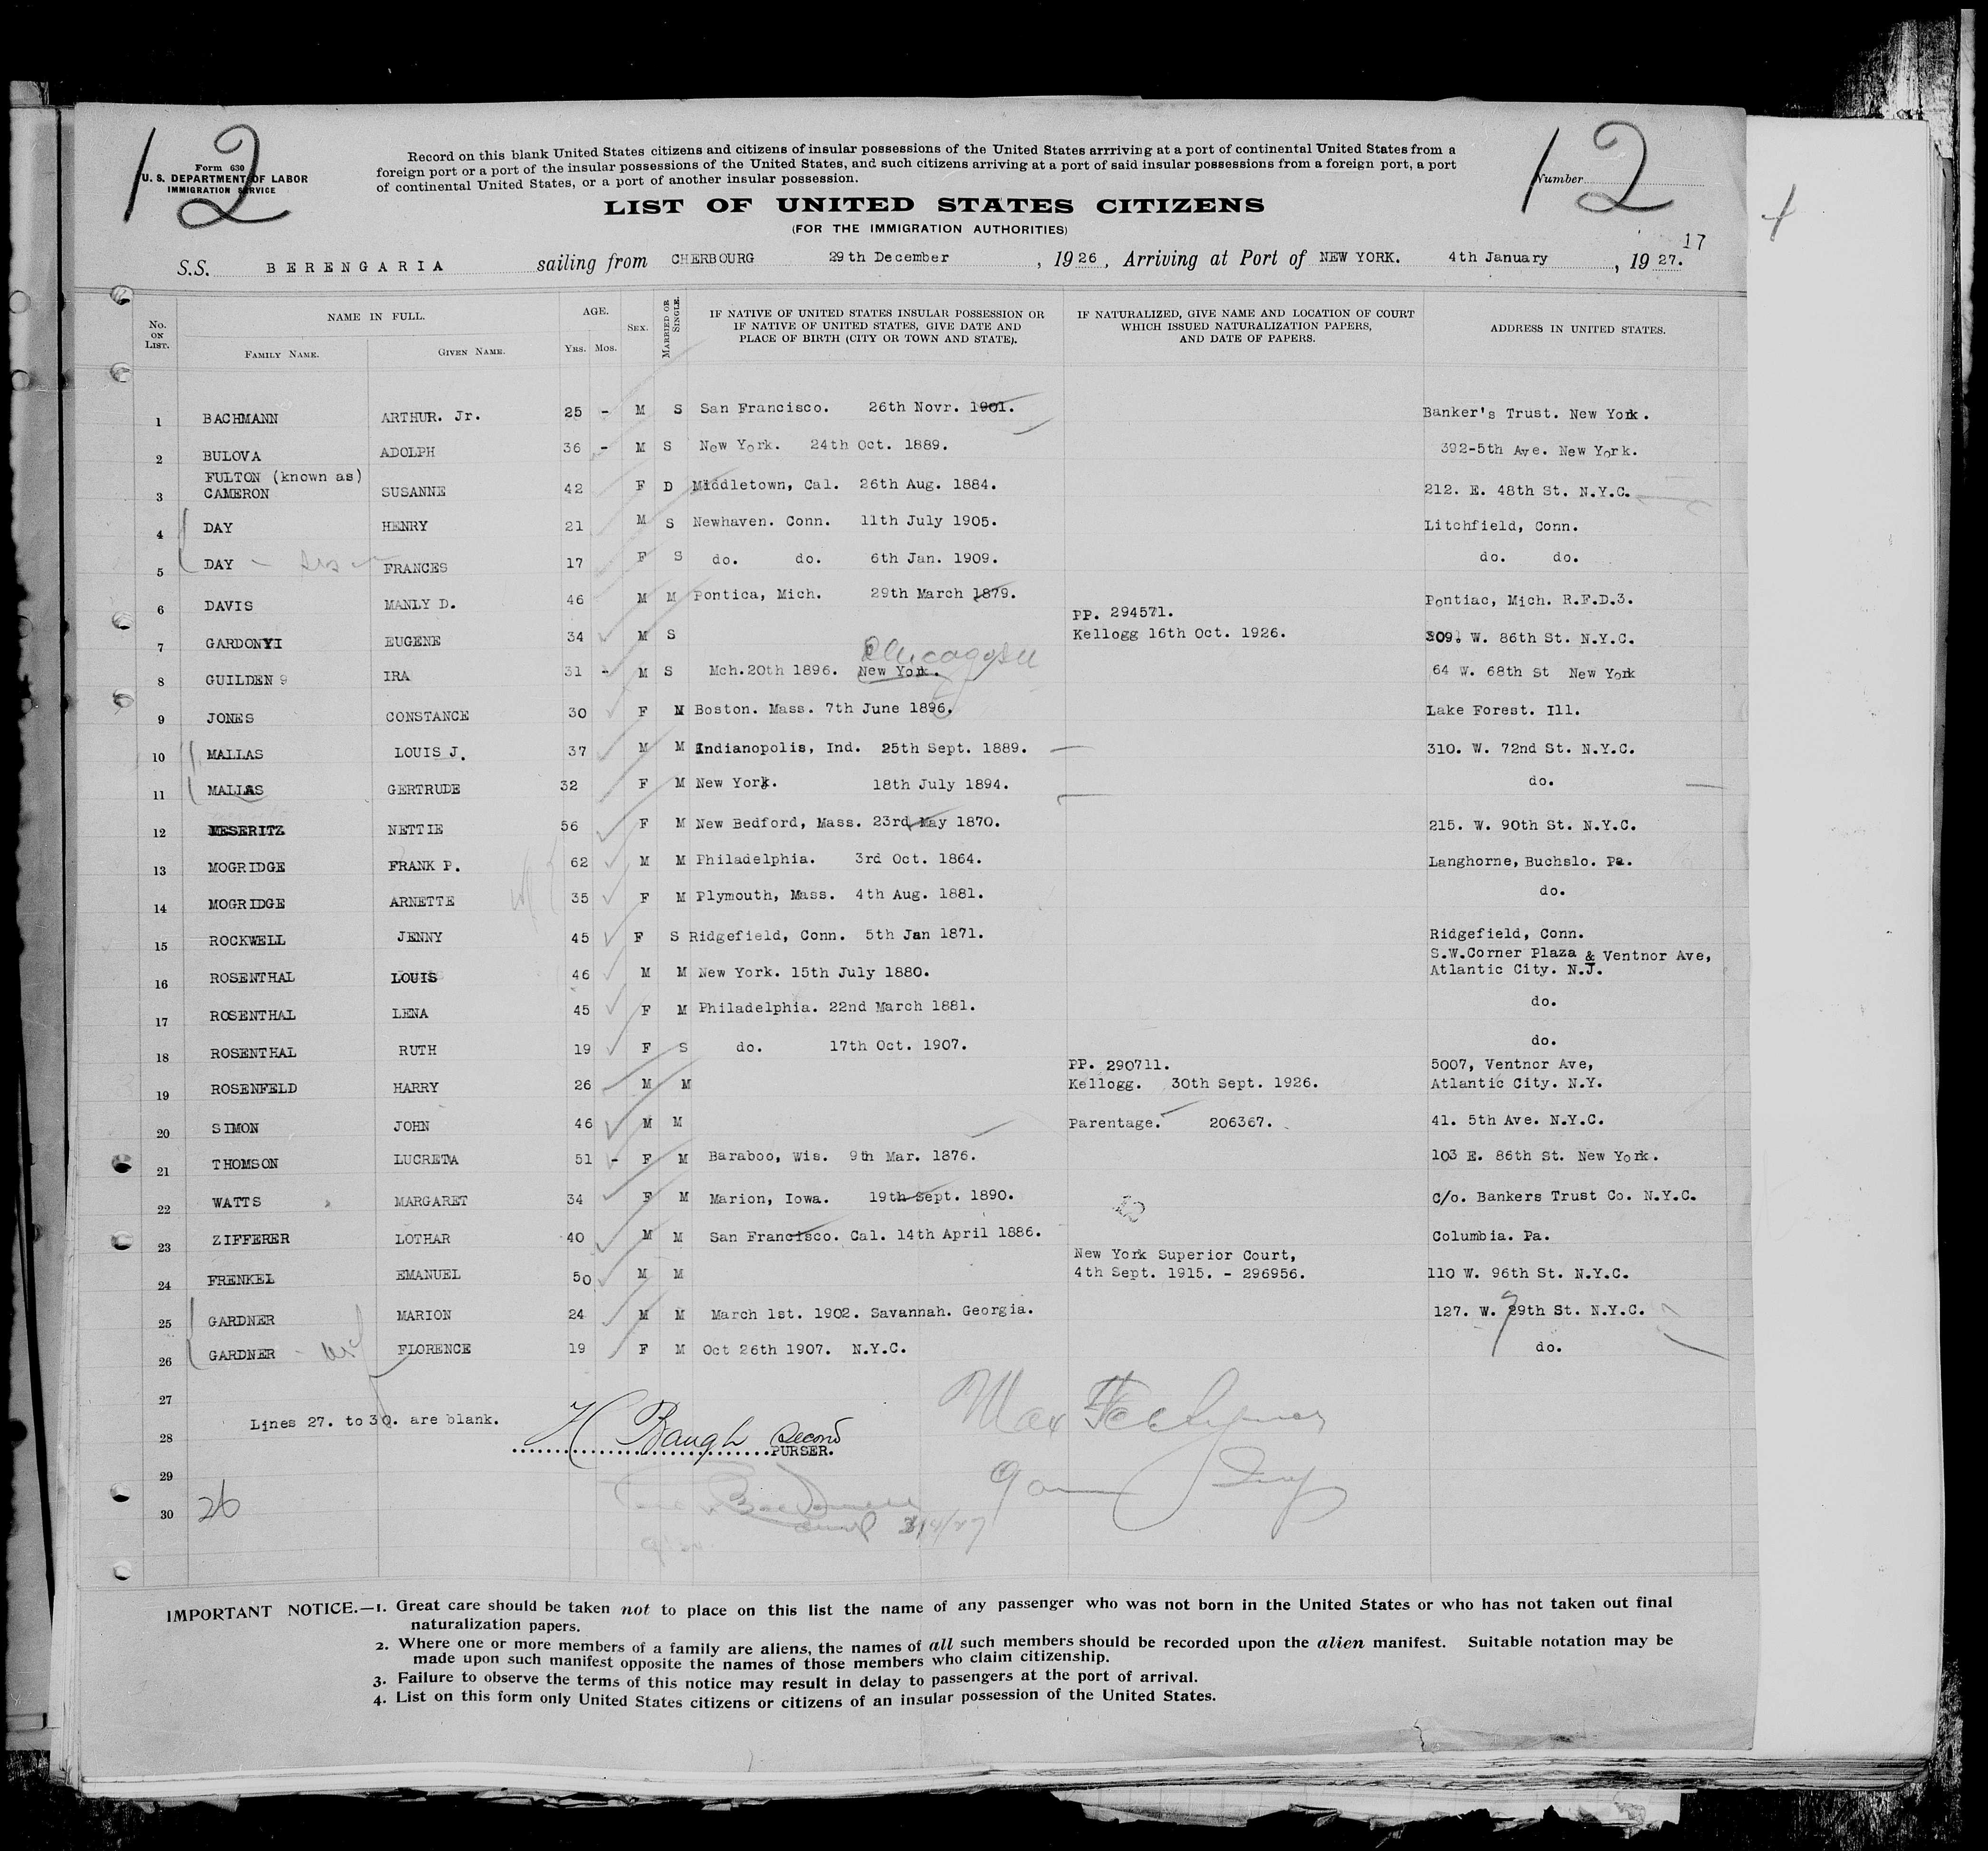 12
12
Form 630
U. S. DEPARTMENT OF LABOR
IMMIGRATION SERVICE
Record on this blank United States citizens and citizens of insular possessions of the United States arrriving at a port of continental United States from a
foreign port or a port of the insular possessions of the United States, and such citizens arriving at a port of said insular possessions from a foreign port, a port
of continental United States, or a port of another insular possession.
Number
LIST OF UNITED STATES CITIZENS
(FOR THE IMMIGRATION AUTHORITIES)
17
S.S. BERENGARIA sailing from CHERBOURG 29th December, 1926, Arriving at Port of NEW YORK. 4th January, 1927.
No. ON LIST.
NAME IN FULL.
FAMILY NAME. GIVEN NAME.
AGE.
YRS. MOS.
SEX.
MARRIED OR SINGLE.
IF NATIVE OF UNITED STATES INSULAR POSSESSION OR
IF NATIVE OF UNITED STATES, GIVE DATE AND
PLACE OF BIRTH (CITY OR TOWN AND STATE).
IF NATURALIZED, GIVE NAME AND LOCATION OF COURT
WHICH ISSUED NATURALIZATION PAPERS,
AND DATE OF PAPERS.
ADDRESS IN UNITED STATES.
1 BACHMANN ARTHUR. Jr. 25 - M S San Francisco. 26th Novr. 1901. Banker's Trust. New York.
2 BULOVA ADOLPH 36 - M S New York. 24th Oct. 1889. 392-5th Ave. New York.
FULTON (known as)
3 CAMERON SUSANNE 42 F D Middletown, Cal. 26th Aug. 1884. 212. E. 48th St. N.Y.C.
4 DAY HENRY 21 M S Newhaven. Conn. 11th July 1905. Litchfield, Conn.
5 DAY - sis FRANCES 17 F S do. do. 6th Jan. 1909. do. do.
6 DAVIS MANLY D. 46 M M Pontica, Mich. 29th March 1879. Pontiac, Mich. R.F.D.3.
PP. 294571.
7 GARDONYI EUGENE 34 M S Kellogg 16th Oct. 1926. 309. W. 86th St. N.Y.C.
Chicago Ill
8 GUILDEN 9 IRA 31 - M S Mch.20th 1896. New York. 64 W. 68th St New York
9 JONES CONSTANCE 30 F M Boston. Mass. 7th June 1896. Lake Forest. Ill.
10 MALLAS LOUIS J. 37 M M Indianopolis, Ind. 25th Sept. 1889. 310. W. 72nd St. N.Y.C.
11 MALLAS GERTRUDE 32 F M New York. 18th July 1894. do.
12 MESERITZ NETTIE 56 F M New Bedford, Mass. 23rd May 1870. 215. W. 90th St. N.Y.C.
13 MOGRIDGE FRANK P. 62 M M Philadelphia. 3rd Oct. 1864. Langhorne, Buchslo. Pa.
14 MOGRIDGE ARNETTE 35 F M Plymouth, Mass. 4th Aug. 1881. do.
15 ROCKWELL JENNY 45 F S Ridgefield, Conn. 5th Jan 1871. Ridgefield, Conn.
S.W.Corner Plaza & Ventnor Ave,
16 ROSENTHAL LOUIS 46 M M New York. 15th July 1880. Atlantic City. N.J.
17 ROSENTHAL LENA 45 F M Philadelphia. 22nd March 1881. do.
18 ROSENTHAL RUTH 19 F S do. 17th Oct. 1907. do.
PP. 290711. 5007, Ventnor Ave,
19 ROSENFELD HARRY 26 M M Kellogg. 30th Sept. 1926. Atlantic City. N.Y.
20 SIMON JOHN 46 M M Parentage. 206367. 41. 5th Ave. N.Y.C.
21 THOMSON LUCRETIA 51 - F M Baraboo, Wis. 9th Mar. 1876. 103 E. 86th St. New York.
22 WATTS MARGARET 34 F M Marion, Iowa. 19th Sept. 1890. C/o. Bankers Trust Co. N.Y.C.
23 ZIFFERER LOTHAR 40 M M San Francisco. Cal. 14th April 1886. Columbia. Pa.
New York Superior Court,
24 FRENKEL EMANUEL 50 M M 4th Sept. 1915. - 296956. 110 W. 96th St. N.Y.C.
25 GARDNER MARION 24 M M March 1st. 1902. Savannah. Georgia. 127. W. 29th St. N.Y.C.
26 GARDNER - wf FLORENCE 19 F M Oct 26th 1907. N.Y.C. do.
27
Lines 27. to 30. are blank.
28
H Baugh Second
PURSER.
29
30
26
IMPORTANT NOTICE.—1. Great care should be taken not to place on this list the name of any passenger who was not born in the United States or who has not taken out final
naturalization papers.
2. Where one or more members of a family are aliens, the names of all such members should be recorded upon the alien manifest. Suitable notation may be
made upon such manifest opposite the names of those members who claim citizenship.
3. Failure to observe the terms of this notice may result in delay to passengers at the port of arrival.
4. List on this form only United States citizens or citizens of an insular possession of the United States.